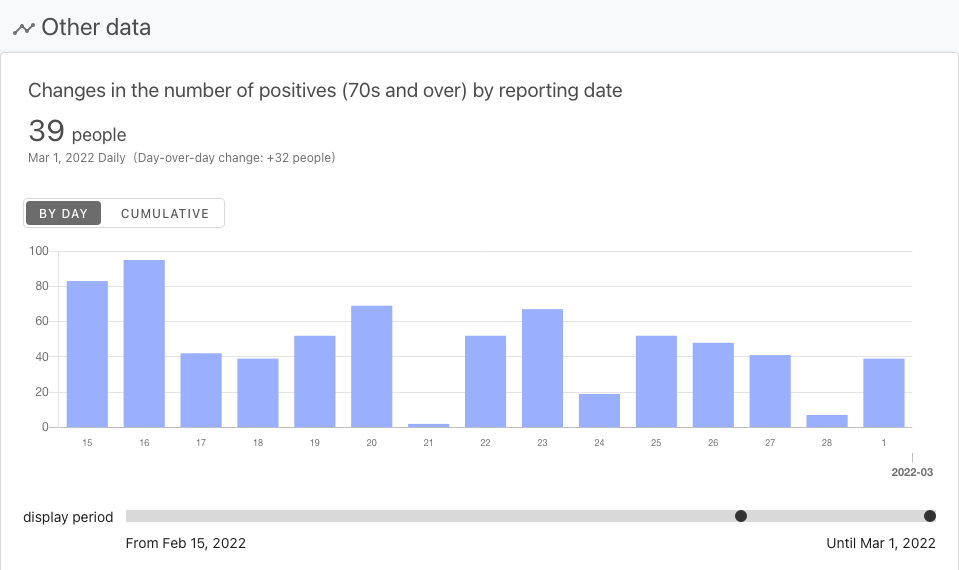 Other data
Changes in the number of positives (70s and over) by reporting date
39 people
Mar 1, 2022 Daily (Day-over-day change: +32 people)
BY DAY CUMULATIVE
100
80
60
40
20
0
15 16 17 18 19 20 21 22 23 24 25 26 27 28 1
2022-03
display period
From Feb 15, 2022 Until Mar 1, 2022